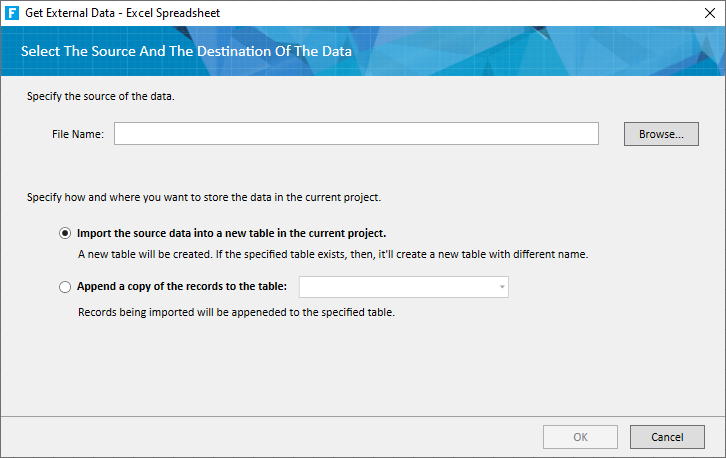 F Get External Data - Excel Spreadsheet
Select The Source And The Destination Of The Data
Specify the source of the data.
File Name: Browse...
Specify how and where you want to store the data in the current project.
Import the source data into a new table in the current project.
A new table will be created. If the specified table exists, then, it'll create a new table with different name.
Append a copy of the records to the table:
Records being imported will be appeneded to the specified table.
OK Cancel